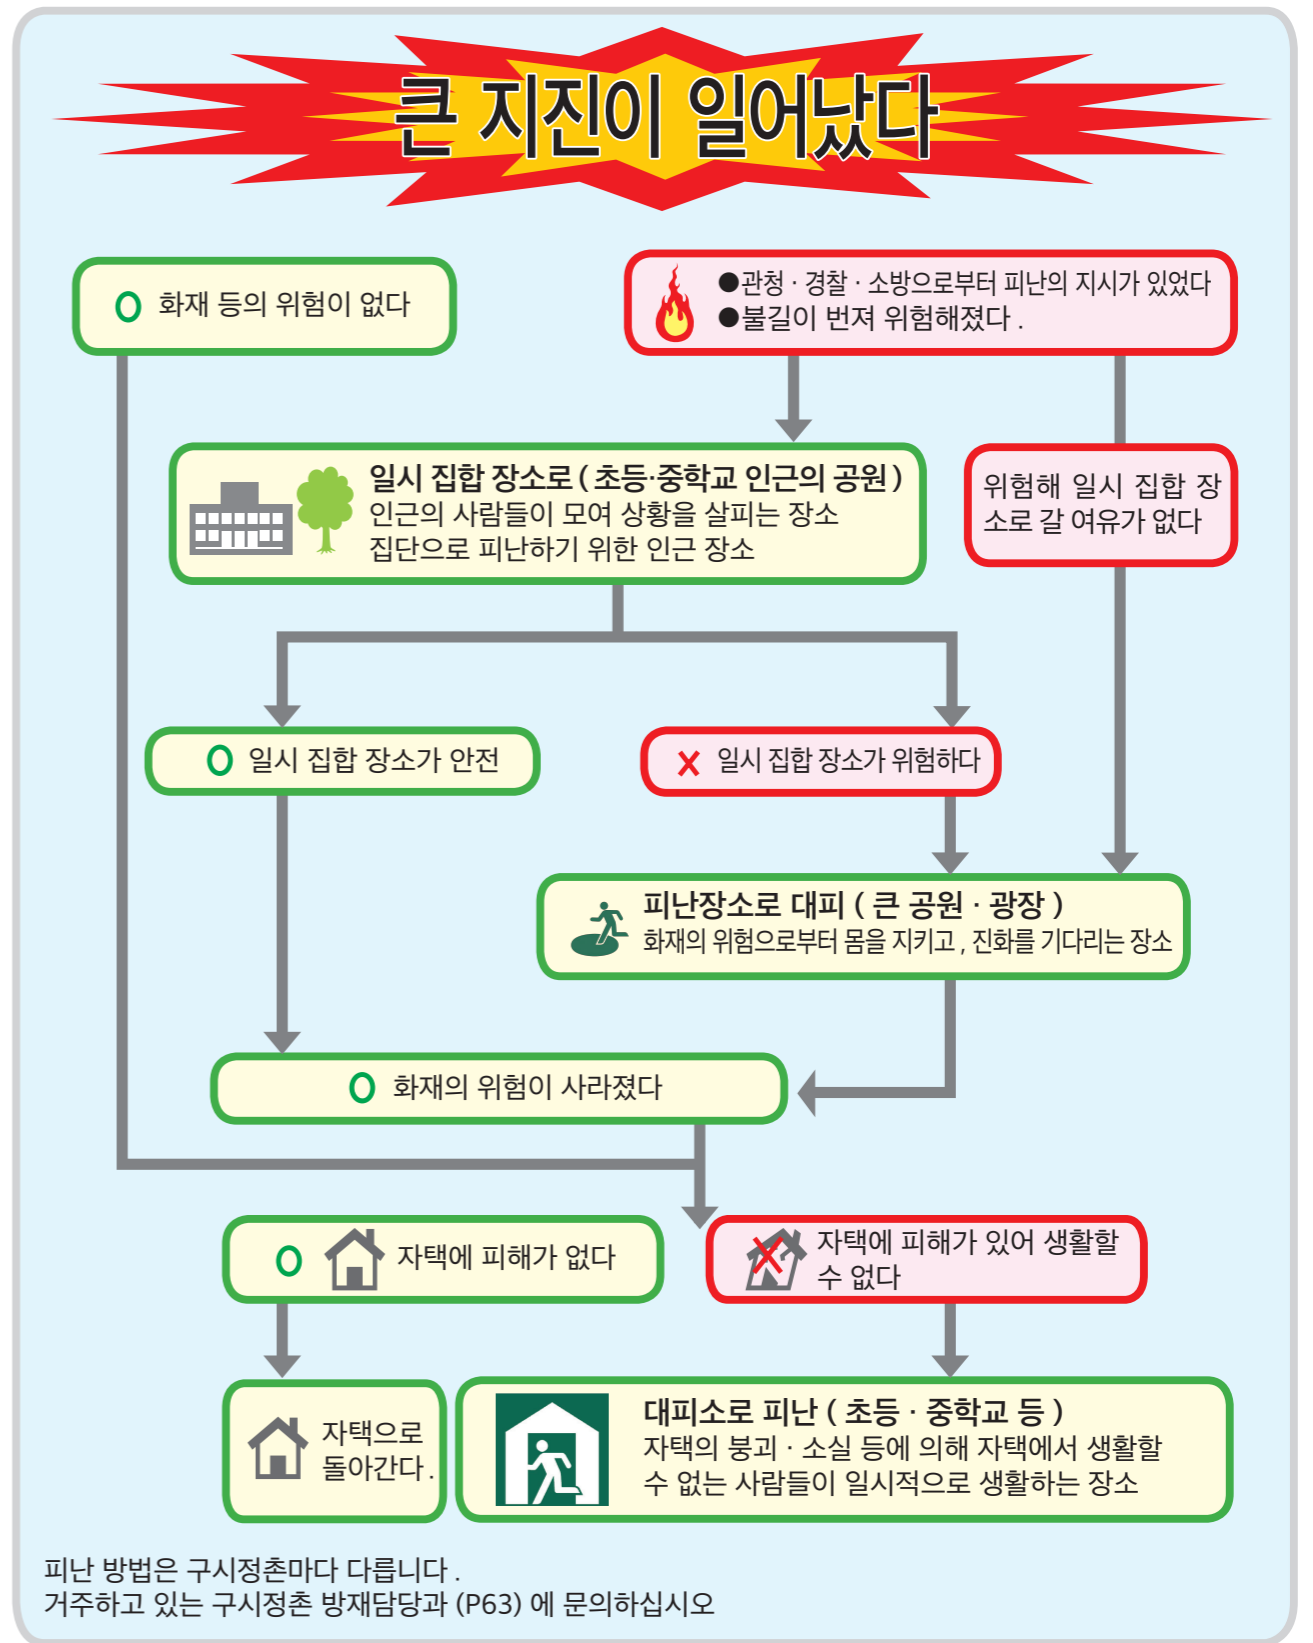 큰 지진이 일어났다
화재 등의 위험이 없다
●관청 · 경찰 · 소방으로부터 피난의 지시가 있었다
●불길이 번져 위험해졌다 .
일시 집합 장소로 ( 초등·중학교 인근의 공원 )
인근의 사람들이 모여 상황을 살피는 장소
집단으로 피난하기 위한 인근 장소
위험해 일시 집합 장
소로 갈 여유가 없다
일시 집합 장소가 안전
일시 집합 장소가 위험하다
피난장소로 대피 ( 큰 공원 · 광장 )
화재의 위험으로부터 몸을 지키고 , 진화를 기다리는 장소
화재의 위험이 사라졌다
자택에 피해가 없다
자택에 피해가 있어 생활할
수 없다
자택으로
돌아간다 .
대피소로 피난 ( 초등 · 중학교 등 )
자택의 붕괴 · 소실 등에 의해 자택에서 생활할
수 없는 사람들이 일시적으로 생활하는 장소
피난 방법은 구시정촌마다 다릅니다 .
거주하고 있는 구시정촌 방재담당과 (P63) 에 문의하십시오